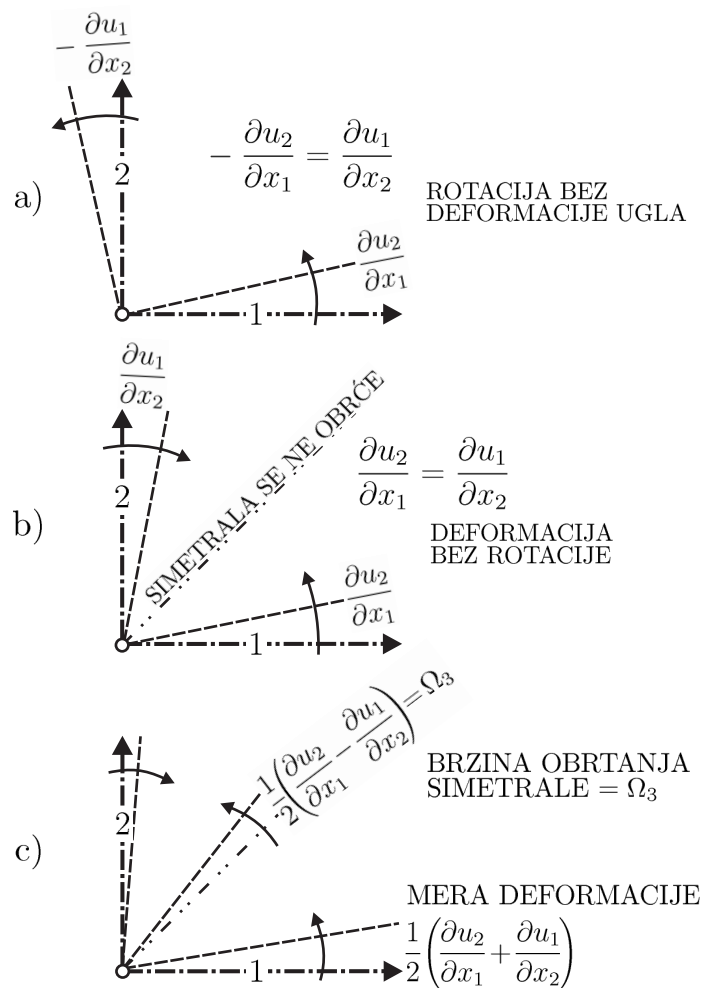 − ∂u₁/∂x₂
2
− ∂u₂/∂x₁ = ∂u₁/∂x₂
a)
ROTACIJA BEZ
DEFORMACIJE UGLA
∂u₂/∂x₁
1
∂u₁/∂x₂
2
SIMETRALA SE NE OBRĆE
∂u₂/∂x₁ = ∂u₁/∂x₂
b)
DEFORMACIJA
BEZ ROTACIJE
∂u₂/∂x₁
1
1/2(∂u₂/∂x₁ − ∂u₁/∂x₂) = Ω₃
BRZINA OBRTANJA
SIMETRALE = Ω₃
2
c)
MERA DEFORMACIJE
1/2(∂u₂/∂x₁ + ∂u₁/∂x₂)
1